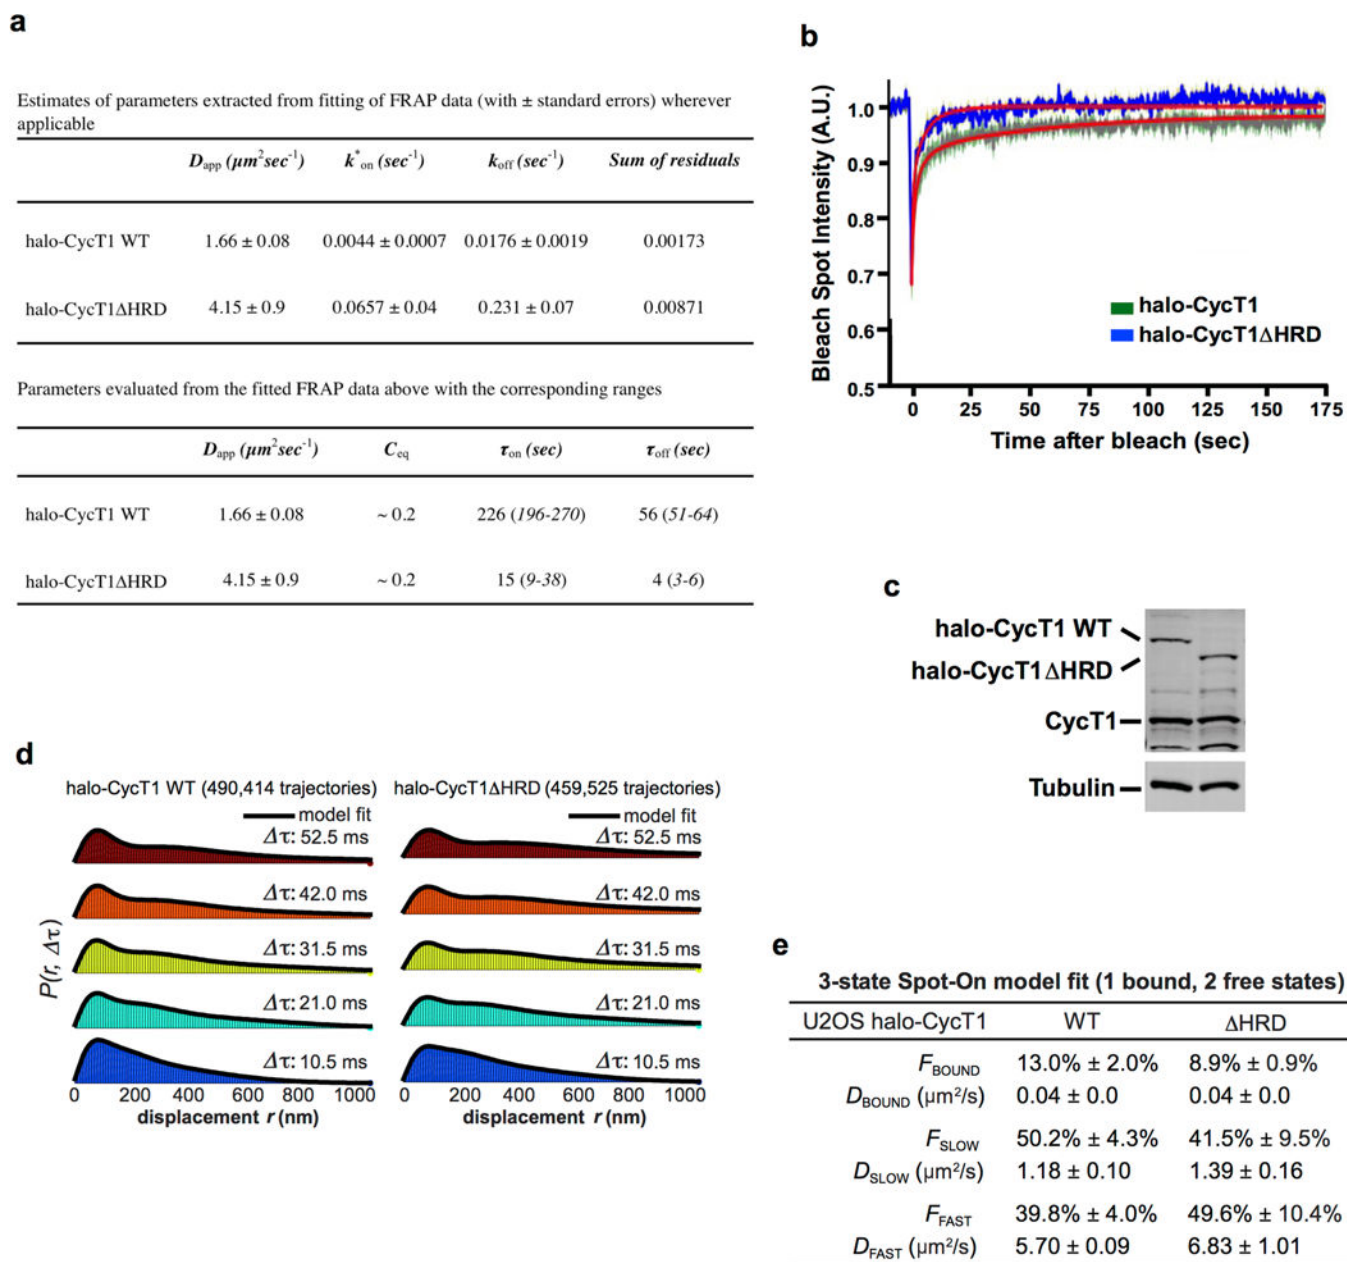 a
Estimates of parameters extracted from fitting of FRAP data (with ± standard errors) wherever
applicable
D_app (μm²sec⁻¹) k*_on (sec⁻¹) k_off (sec⁻¹) Sum of residuals
halo-CycT1 WT 1.66 ± 0.08 0.0044 ± 0.0007 0.0176 ± 0.0019 0.00173
halo-CycT1ΔHRD 4.15 ± 0.9 0.0657 ± 0.04 0.231 ± 0.07 0.00871
Parameters evaluated from the fitted FRAP data above with the corresponding ranges
D_app (μm²sec⁻¹) C_eq τ_on (sec) τ_off (sec)
halo-CycT1 WT 1.66 ± 0.08 ~ 0.2 226 (196-270) 56 (51-64)
halo-CycT1ΔHRD 4.15 ± 0.9 ~ 0.2 15 (9-38) 4 (3-6)
b
Bleach Spot Intensity (A.U.)
1.0
0.9
0.8
0.7
0.6
0.5
halo-CycT1
halo-CycT1ΔHRD
0 25 50 75 100 125 150 175
Time after bleach (sec)
c
halo-CycT1 WT
halo-CycT1ΔHRD
CycT1
Tubulin
d
halo-CycT1 WT (490,414 trajectories)
model fit
Δτ: 52.5 ms
Δτ: 42.0 ms
Δτ: 31.5 ms
Δτ: 21.0 ms
Δτ: 10.5 ms
P(r, Δτ)
0 200 400 600 800 1000
displacement r (nm)
halo-CycT1ΔHRD (459,525 trajectories)
model fit
Δτ: 52.5 ms
Δτ: 42.0 ms
Δτ: 31.5 ms
Δτ: 21.0 ms
Δτ: 10.5 ms
0 200 400 600 800 1000
displacement r (nm)
e
3-state Spot-On model fit (1 bound, 2 free states)
U2OS halo-CycT1 WT ΔHRD
F_BOUND 13.0% ± 2.0% 8.9% ± 0.9%
D_BOUND (μm²/s) 0.04 ± 0.0 0.04 ± 0.0
F_SLOW 50.2% ± 4.3% 41.5% ± 9.5%
D_SLOW (μm²/s) 1.18 ± 0.10 1.39 ± 0.16
F_FAST 39.8% ± 4.0% 49.6% ± 10.4%
D_FAST (μm²/s) 5.70 ± 0.09 6.83 ± 1.01